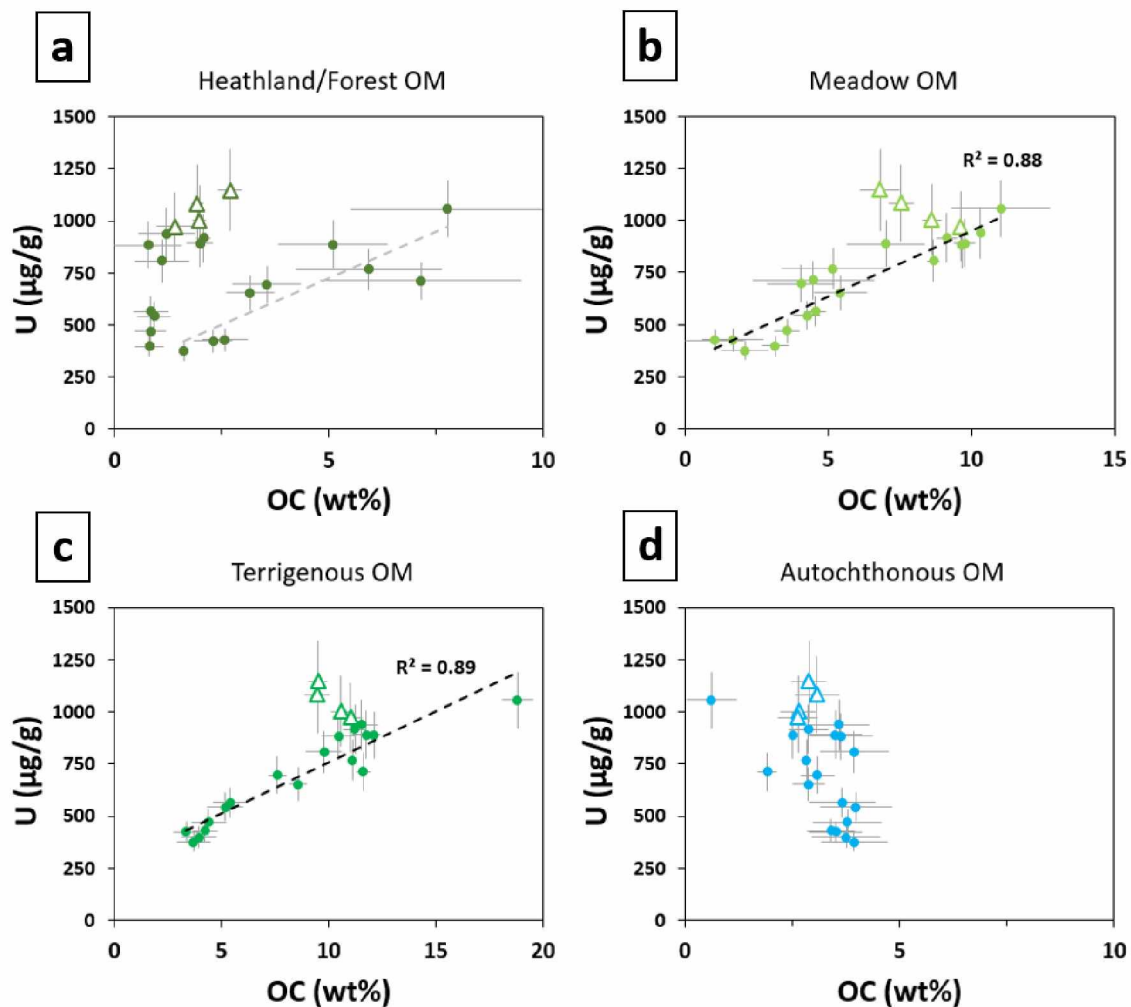 a
Heathland/Forest OM
1500
1250
1000
750
500
250
0
U (µg/g)
0
5
10
OC (wt%)
b
Meadow OM
1500
1250
1000
750
500
250
0
U (µg/g)
R² = 0.88
0
5
10
15
OC (wt%)
c
Terrigenous OM
1500
1250
1000
750
500
250
0
U (µg/g)
R² = 0.89
0
5
10
15
20
OC (wt%)
d
Autochthonous OM
1500
1250
1000
750
500
250
0
U (µg/g)
0
5
10
OC (wt%)